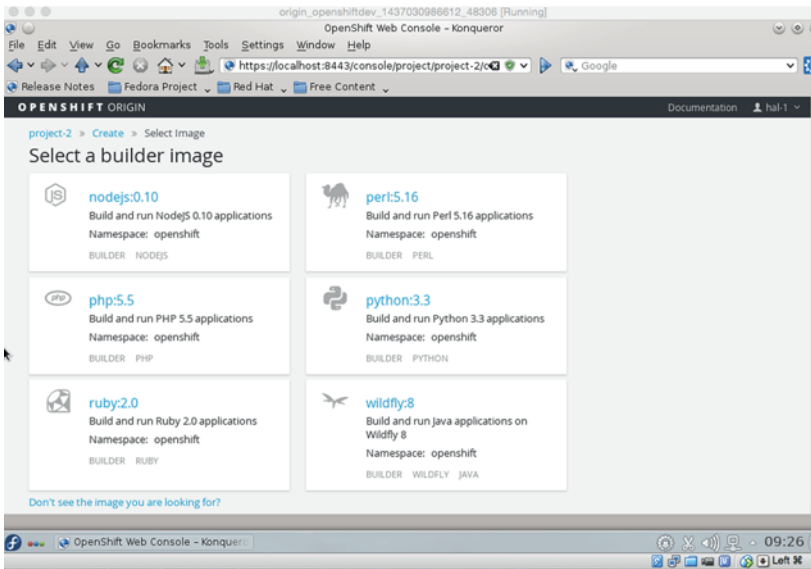 origin_openshiftdev_1437030986612_48306 [Running]
OpenShift Web Console – Konqueror
File Edit View Go Bookmarks Tools Settings Window Help
https://localhost:8443/console/project/project-2/c
Google
Release Notes Fedora Project Red Hat Free Content
OPENSHIFT ORIGIN
Documentation hal-1
project-2 » Create » Select Image
Select a builder image
JS
nodejs:0.10
Build and run NodeJS 0.10 applications
Namespace: openshift
BUILDER NODEJS
perl:5.16
Build and run Perl 5.16 applications
Namespace: openshift
BUILDER PERL
php
php:5.5
Build and run PHP 5.5 applications
Namespace: openshift
BUILDER PHP
python:3.3
Build and run Python 3.3 applications
Namespace: openshift
BUILDER PYTHON
ruby:2.0
Build and run Ruby 2.0 applications
Namespace: openshift
BUILDER RUBY
wildfly:8
Build and run Java applications on
Wildfly 8
Namespace: openshift
BUILDER WILDFLY JAVA
Don't see the image you are looking for?
OpenShift Web Console – Konquer
09:26
Left ⌘